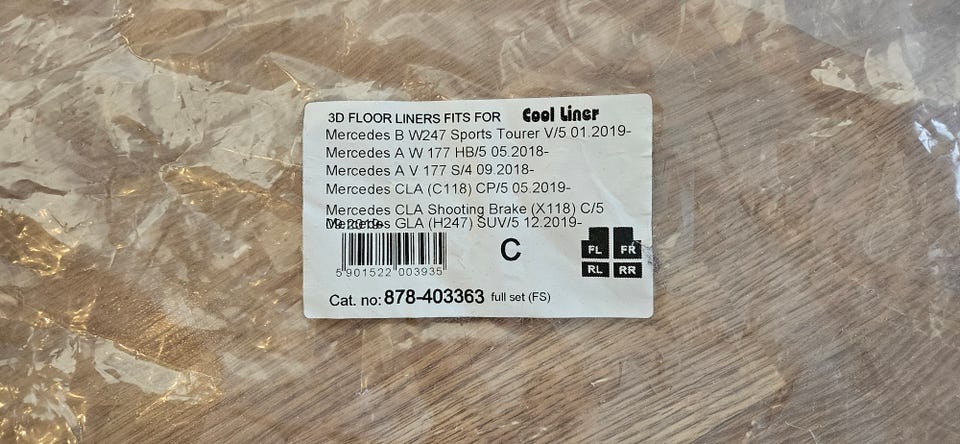 3D FLOOR LINERS FITS FOR Cool Liner
Mercedes B W247 Sports Tourer V/5 01.2019-
Mercedes A W 177 HB/5 05.2018-
Mercedes A V 177 S/4 09.2018-
Mercedes CLA (C118) CP/5 05.2019-
Mercedes CLA Shooting Brake (X118) C/5
09.2019-
Mercedes GLA (H247) SUV/5 12.2019-
C
FL FR
RL RR
5 901522 003935
Cat. no: 878-403363 full set (FS)